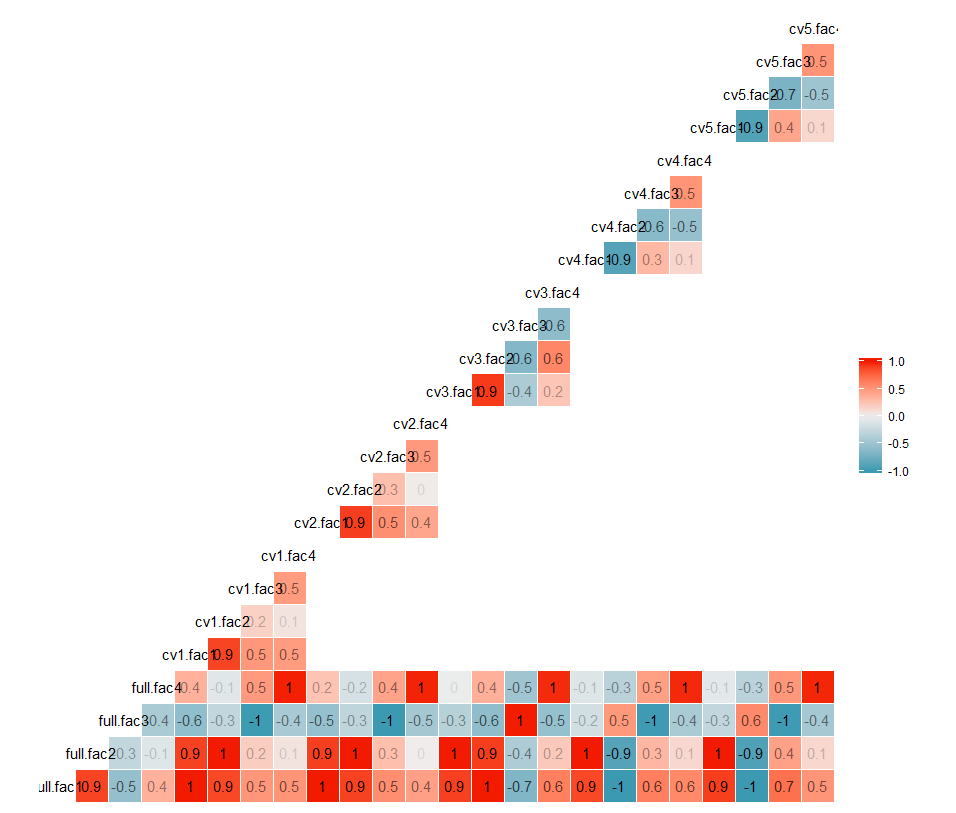 cv5.fac4
cv5.fac3 0.5
cv5.fac2 -0.7 -0.5
cv5.fac1 -0.9 0.4 0.1
cv4.fac4
cv4.fac3 0.5
cv4.fac2 -0.6 -0.5
cv4.fac1 -0.9 0.3 0.1
cv3.fac4
cv3.fac3 -0.6
cv3.fac2 -0.6 0.6
cv3.fac1 0.9 -0.4 0.2
cv2.fac4
cv2.fac3 0.5
cv2.fac2 0.3 0
cv2.fac1 0.9 0.5 0.4
cv1.fac4
cv1.fac3 0.5
cv1.fac2 0.2 0.1
cv1.fac1 0.9 0.5 0.5
full.fac4 0.4 -0.1 0.5 1 0.2 -0.2 0.4 1 0 0.4 -0.5 1 -0.1 -0.3 0.5 1 -0.1 -0.3 0.5 1
full.fac3 -0.4 -0.6 -0.3 -1 -0.4 -0.5 -0.3 -1 -0.5 -0.3 -0.6 1 -0.5 -0.2 0.5 -1 -0.4 -0.3 0.6 -1 -0.4
full.fac2 -0.3 -0.1 0.9 1 0.2 0.1 0.9 1 0.3 0 1 0.9 -0.4 0.2 1 -0.9 0.3 0.1 1 -0.9 0.4 0.1
ull.fac1 0.9 -0.5 0.4 1 0.9 0.5 0.5 1 0.9 0.5 0.4 0.9 1 -0.7 0.6 0.9 -1 0.6 0.6 0.9 -1 0.7 0.5
1.0
0.5
0.0
-0.5
-1.0